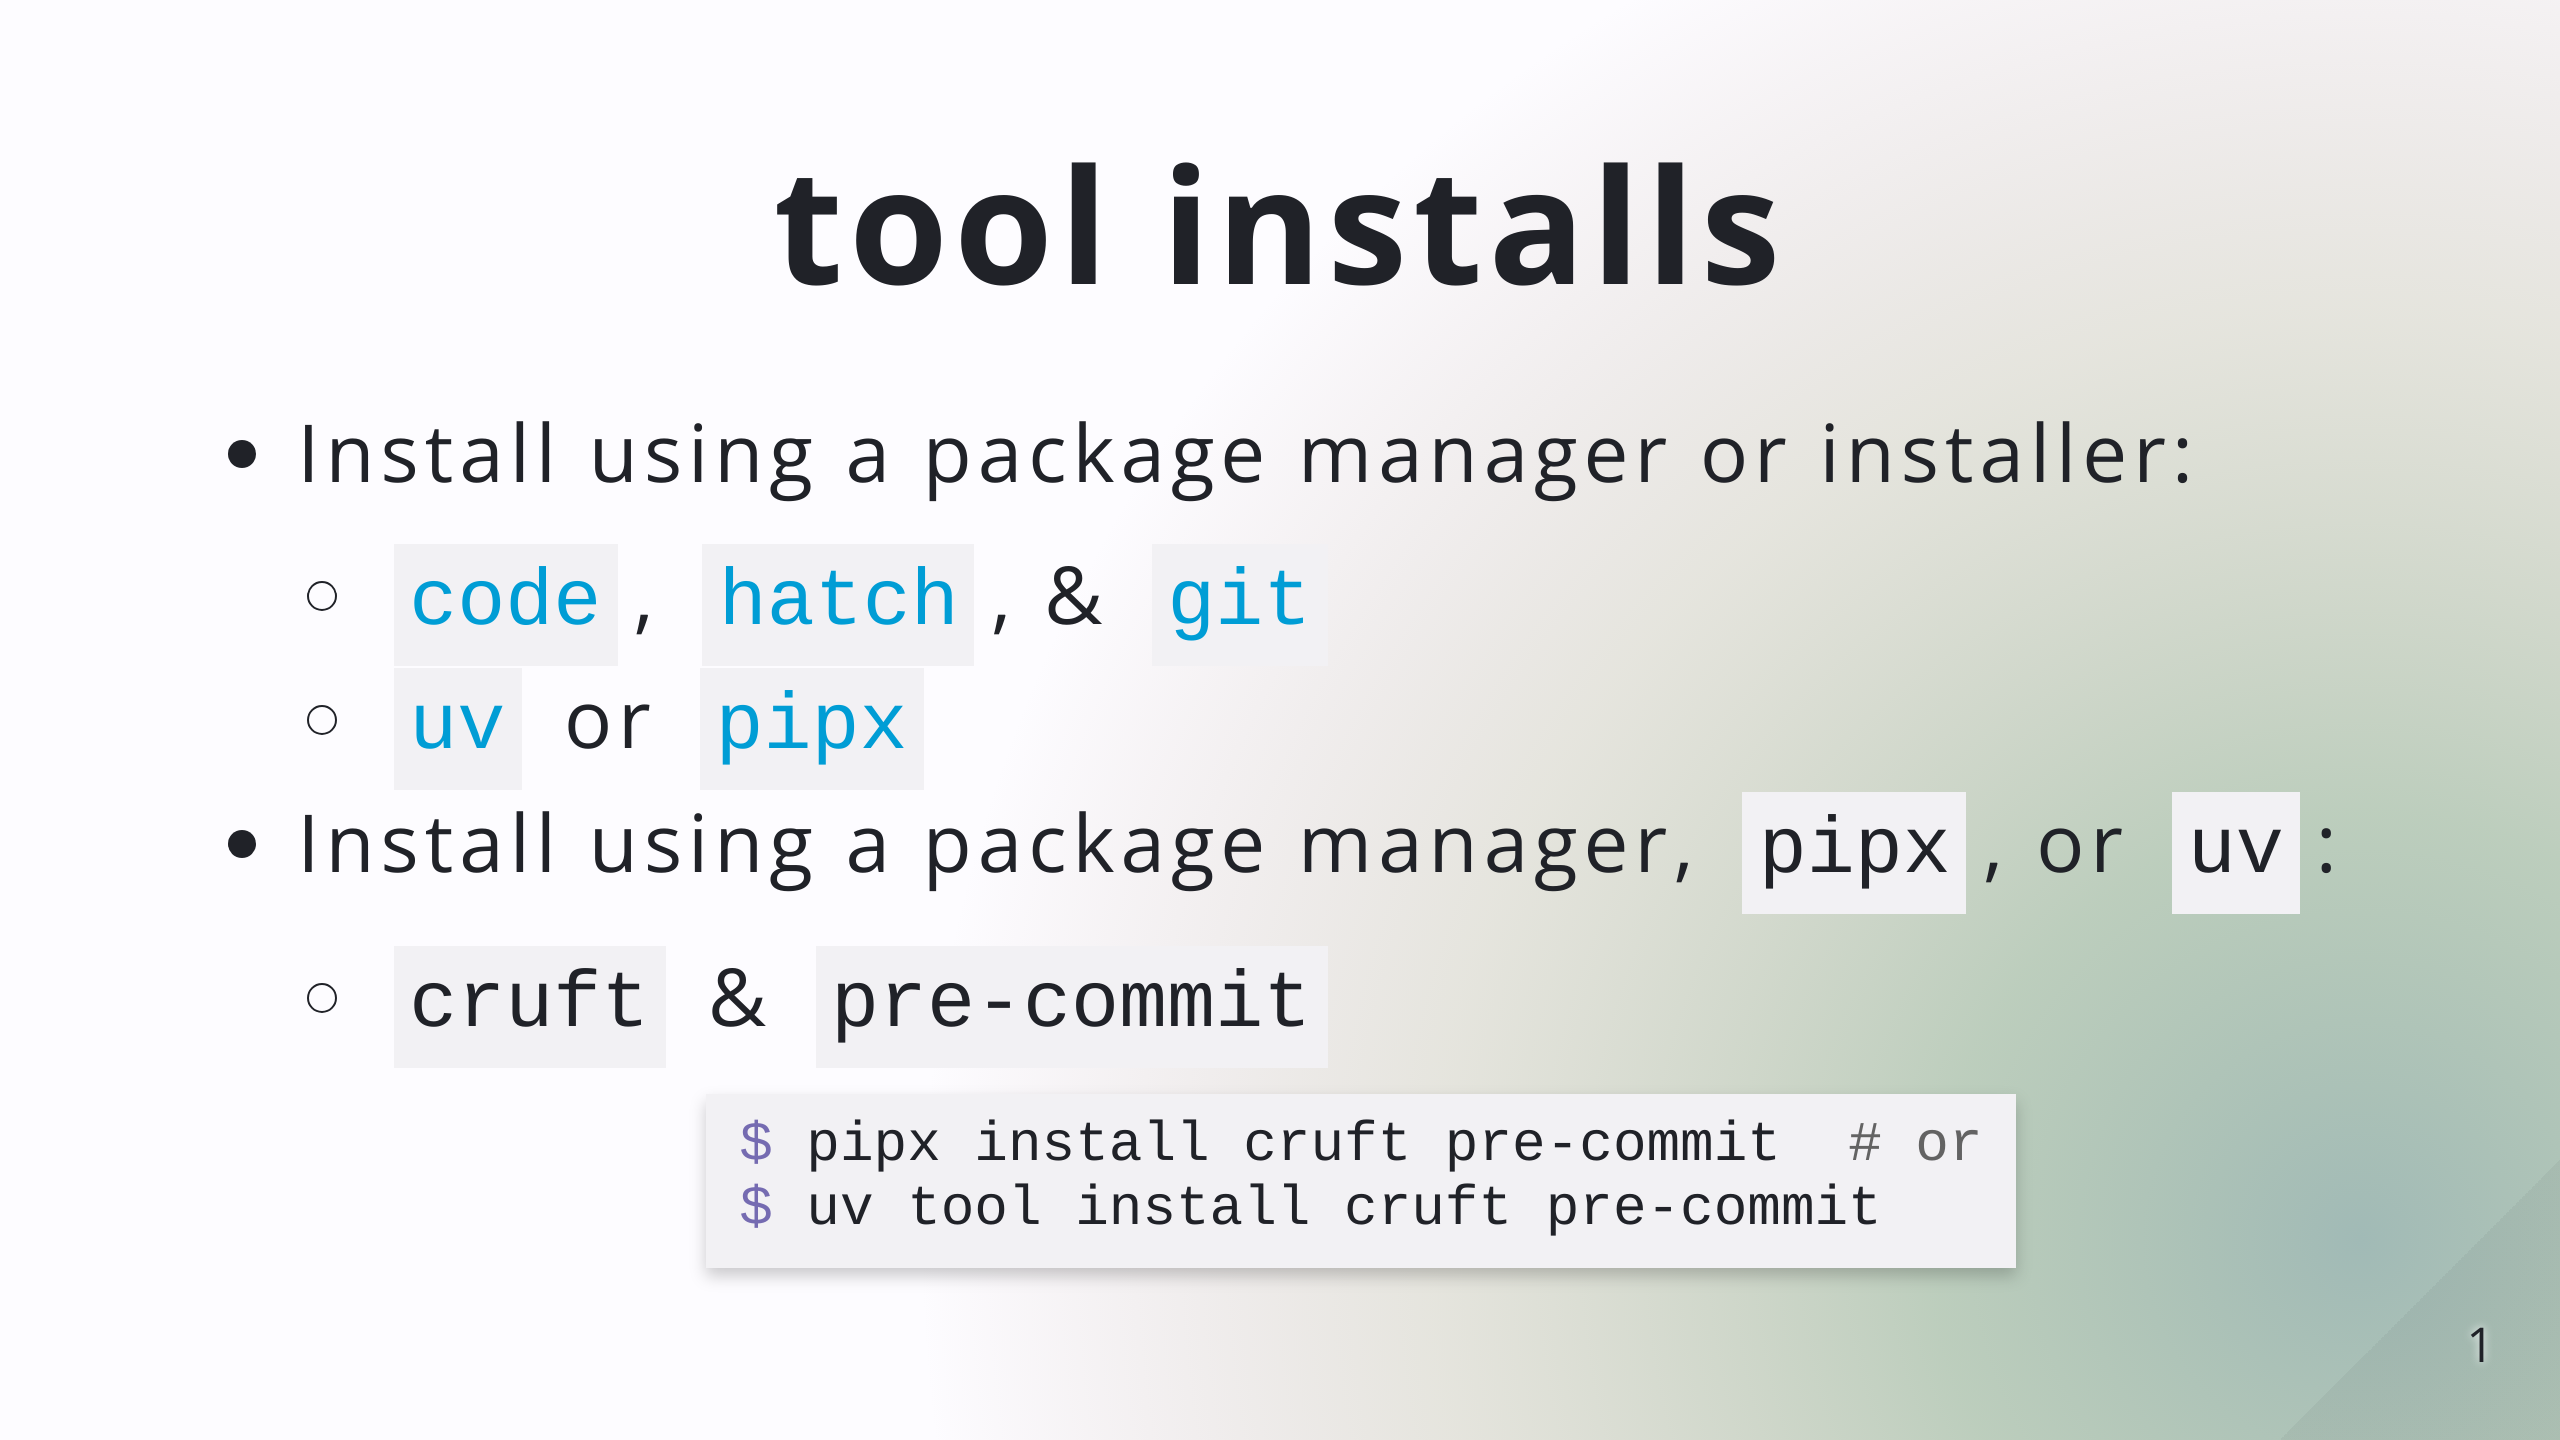 tool installs
• Install using a package manager or installer:
○ code, hatch, & git
○ uv or pipx
• Install using a package manager, pipx, or uv:
○ cruft & pre-commit
$ pipx install cruft pre-commit  # or
$ uv tool install cruft pre-commit
1